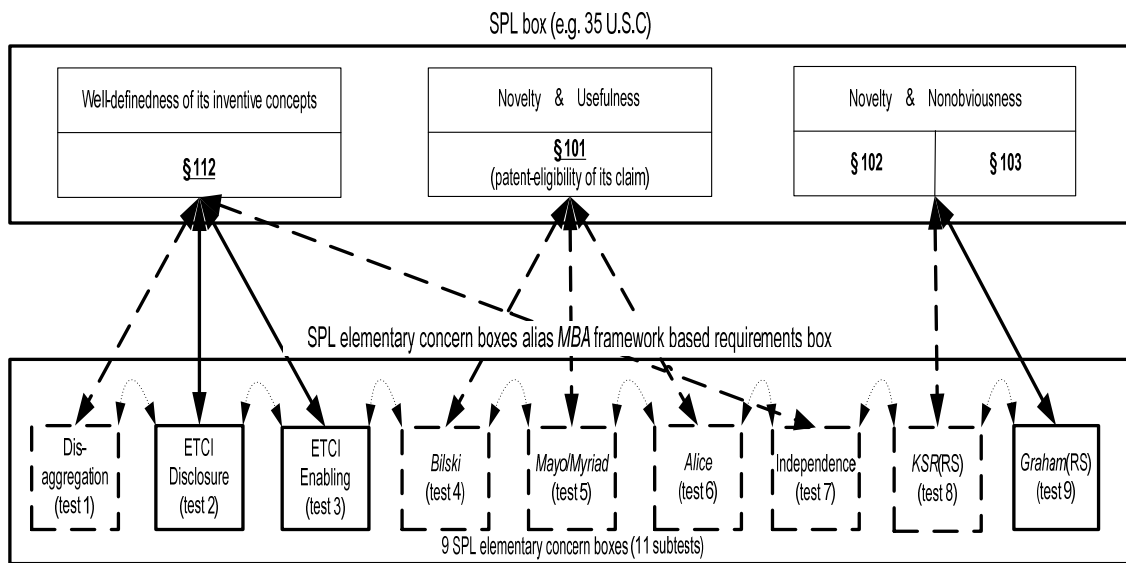 SPL box (e.g. 35 U.S.C)
Well-definedness of its inventive concepts
§ 112
Novelty & Usefulness
§ 101
(patent-eligibility of its claim)
Novelty & Nonobviousness
§ 102
§ 103
SPL elementary concern boxes alias MBA framework based requirements box
Dis-
aggregation
(test 1)
ETCI
Disclosure
(test 2)
ETCI
Enabling
(test 3)
Bilski
(test 4)
Mayo/Myriad
(test 5)
Alice
(test 6)
Independence
(test 7)
KSR(RS)
(test 8)
Graham(RS)
(test 9)
9 SPL elementary concern boxes (11 subtests)